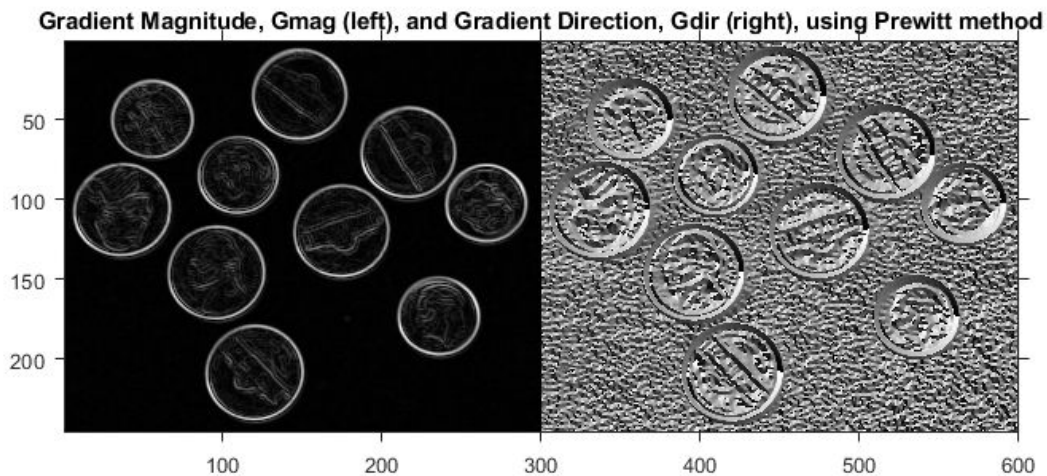 Gradient Magnitude, Gmag (left), and Gradient Direction, Gdir (right), using Prewitt method
50
100
150
200
100 200 300 400 500 600